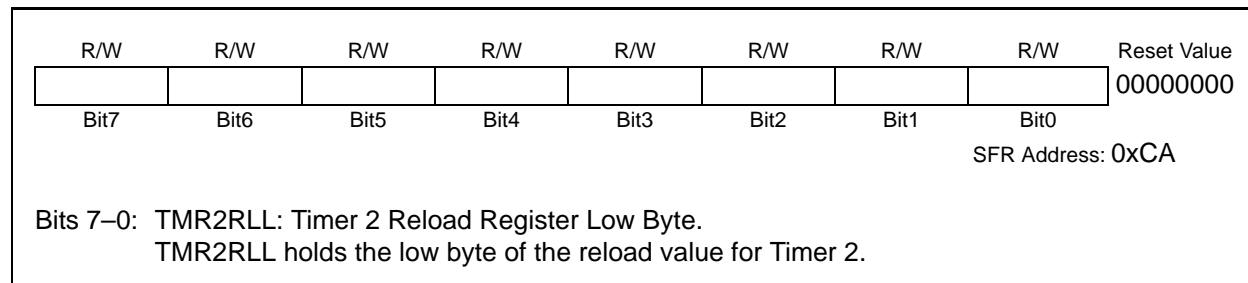 R/W R/W R/W R/W R/W R/W R/W R/W Reset Value
00000000
Bit7 Bit6 Bit5 Bit4 Bit3 Bit2 Bit1 Bit0
SFR Address: 0xCA
Bits 7–0: TMR2RLL: Timer 2 Reload Register Low Byte.
TMR2RLL holds the low byte of the reload value for Timer 2.